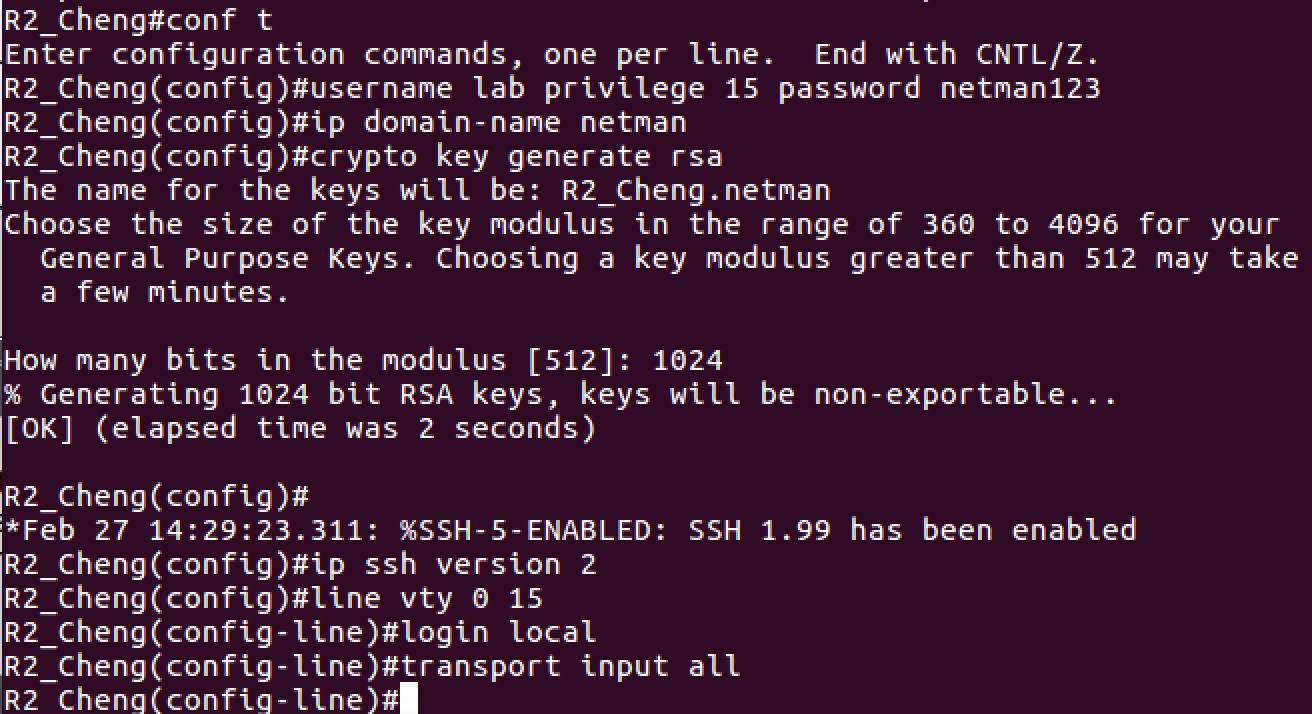 R2_Cheng#conf t
Enter configuration commands, one per line.  End with CNTL/Z.
R2_Cheng(config)#username lab privilege 15 password netman123
R2_Cheng(config)#ip domain-name netman
R2_Cheng(config)#crypto key generate rsa
The name for the keys will be: R2_Cheng.netman
Choose the size of the key modulus in the range of 360 to 4096 for your
  General Purpose Keys. Choosing a key modulus greater than 512 may take
  a few minutes.

How many bits in the modulus [512]: 1024
% Generating 1024 bit RSA keys, keys will be non-exportable...
[OK] (elapsed time was 2 seconds)

R2_Cheng(config)#
*Feb 27 14:29:23.311: %SSH-5-ENABLED: SSH 1.99 has been enabled
R2_Cheng(config)#ip ssh version 2
R2_Cheng(config)#line vty 0 15
R2_Cheng(config-line)#login local
R2_Cheng(config-line)#transport input all
R2_Cheng(config-line)#